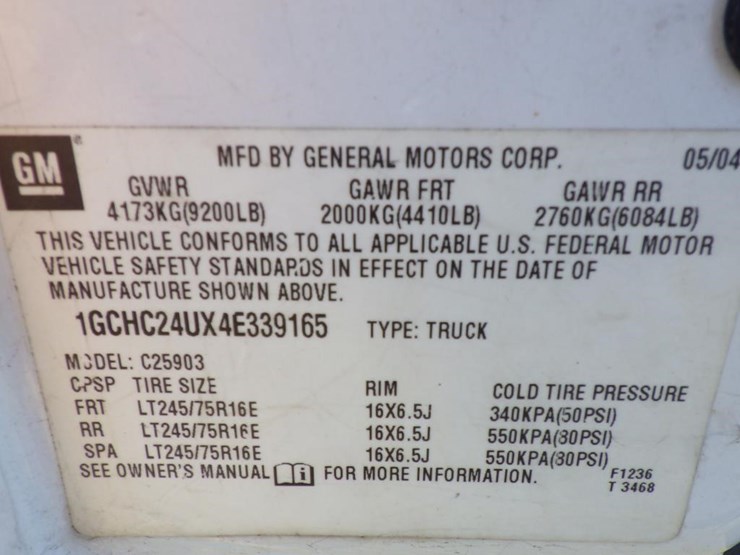 GM
MFD BY GENERAL MOTORS CORP. 05/04
GVWR GAWR FRT GAWR RR
4173KG(9200LB) 2000KG(4410LB) 2760KG(6084LB)
THIS VEHICLE CONFORMS TO ALL APPLICABLE U.S. FEDERAL MOTOR
VEHICLE SAFETY STANDARDS IN EFFECT ON THE DATE OF
MANUFACTURE SHOWN ABOVE.
1GCHC24UX4E339165 TYPE: TRUCK
MODEL: C25903
CPSP TIRE SIZE RIM COLD TIRE PRESSURE
FRT LT245/75R16E 16X6.5J 340KPA(50PSI)
RR LT245/75R16E 16X6.5J 550KPA(80PSI)
SPA LT245/75R16E 16X6.5J 550KPA(80PSI)
SEE OWNER'S MANUAL i FOR MORE INFORMATION. F1236
T 3468